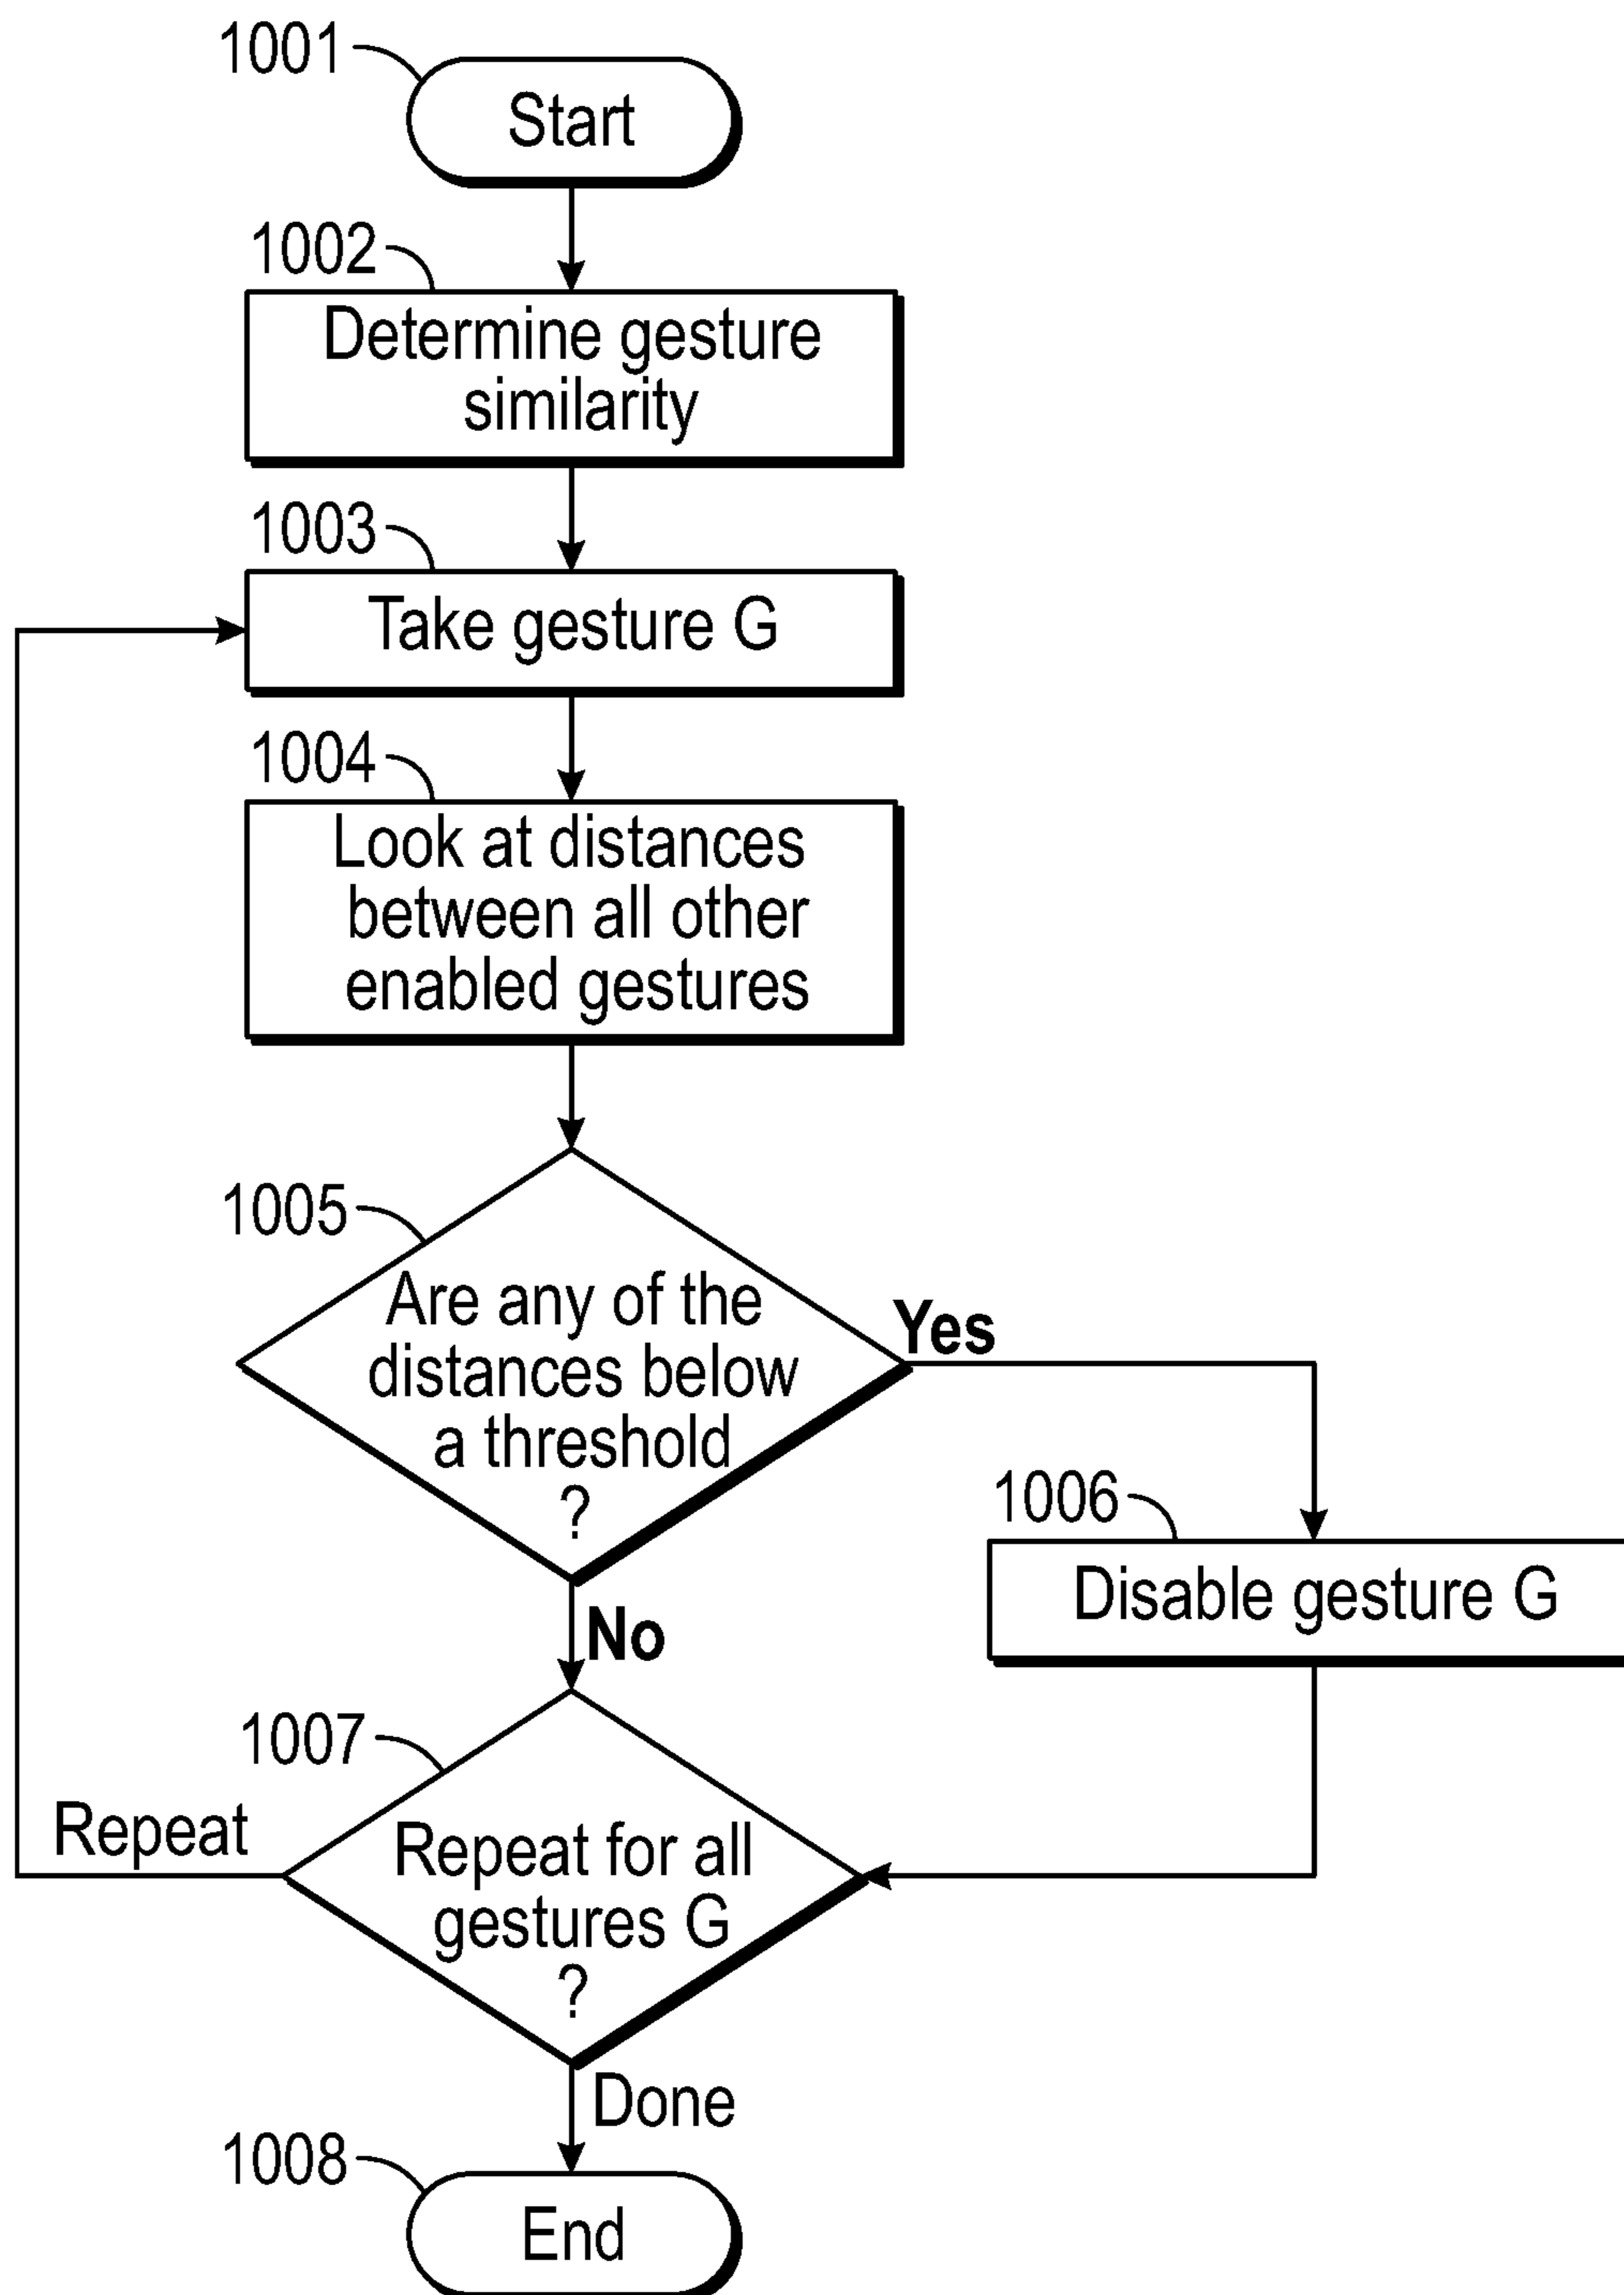 1001
Start
1002
Determine gesture
similarity
1003
Take gesture G
1004
Look at distances
between all other
enabled gestures
1005
Are any of the
distances below
a threshold
?
Yes
1006
Disable gesture G
No
1007
Repeat
Repeat for all
gestures G
?
Done
1008
End